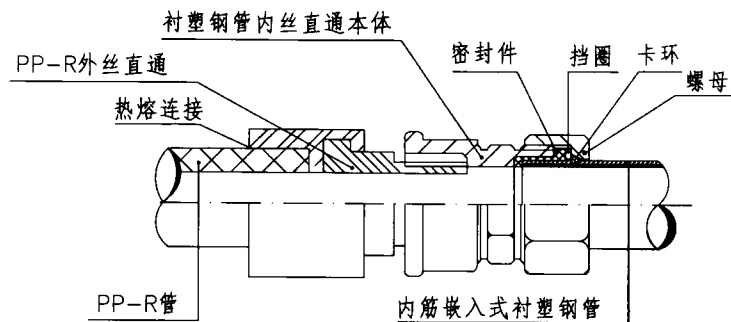 衬塑钢管内丝直通本体
密封件
挡圈
卡环
PP-R外丝直通
螺母
热熔连接
PP-R管
内筋嵌入式衬塑钢管